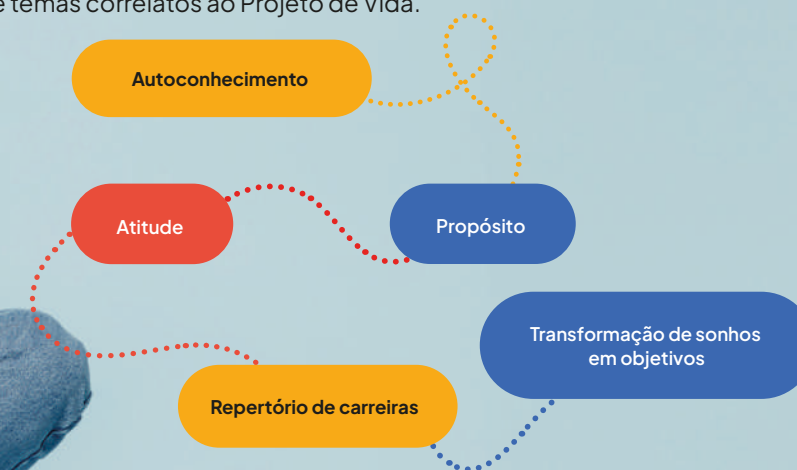 e temas correlatos ao Projeto de Vida.
Autoconhecimento
Atitude
Propósito
Transformação de sonhos
em objetivos
Repertório de carreiras